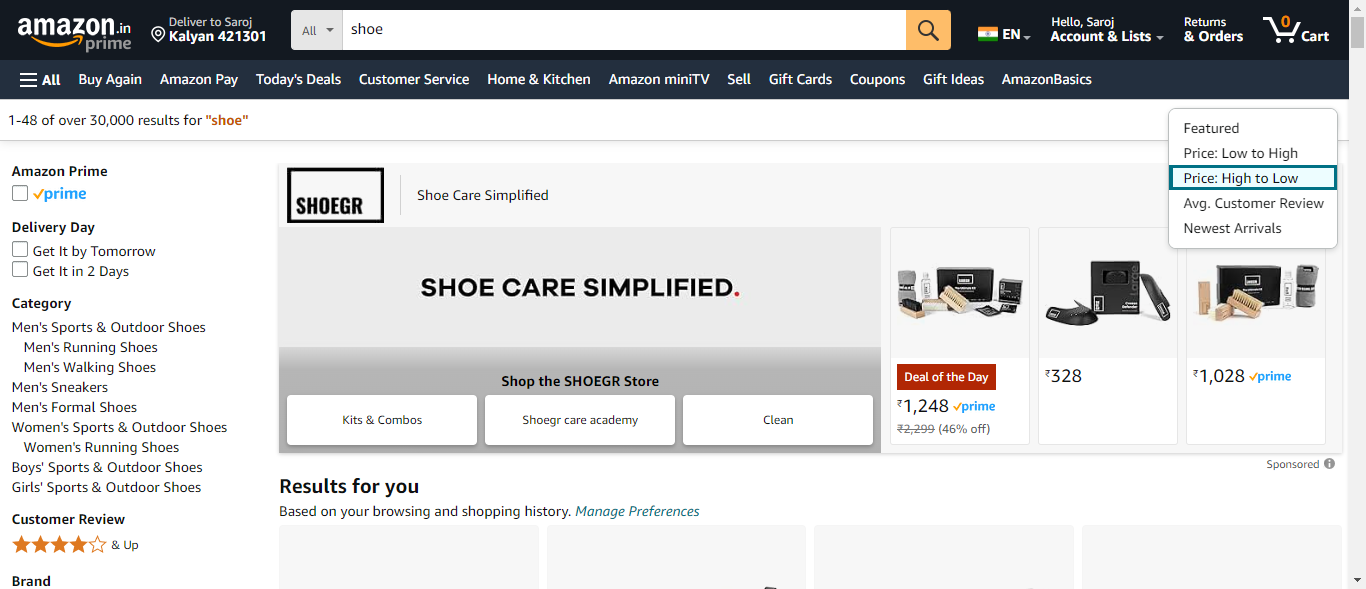 amazon.in
prime
Deliver to Saroj
Kalyan 421301
All
shoe
EN
Hello, Saroj
Account & Lists
Returns
& Orders
0
Cart
All
Buy Again
Amazon Pay
Today's Deals
Customer Service
Home & Kitchen
Amazon miniTV
Sell
Gift Cards
Coupons
Gift Ideas
AmazonBasics
1-48 of over 30,000 results for "shoe"
Featured
Price: Low to High
Price: High to Low
Avg. Customer Review
Newest Arrivals
Amazon Prime
prime
Delivery Day
Get It by Tomorrow
Get It in 2 Days
Category
Men's Sports & Outdoor Shoes
Men's Running Shoes
Men's Walking Shoes
Men's Sneakers
Men's Formal Shoes
Women's Sports & Outdoor Shoes
Women's Running Shoes
Boys' Sports & Outdoor Shoes
Girls' Sports & Outdoor Shoes
Customer Review
& Up
Brand
SHOEGR
Shoe Care Simplified
SHOE CARE SIMPLIFIED.
Shop the SHOEGR Store
Kits & Combos
Shoegr care academy
Clean
Deal of the Day
₹1,248 prime
₹2,299 (46% off)
₹328
₹1,028 prime
Sponsored
Results for you
Based on your browsing and shopping history. Manage Preferences